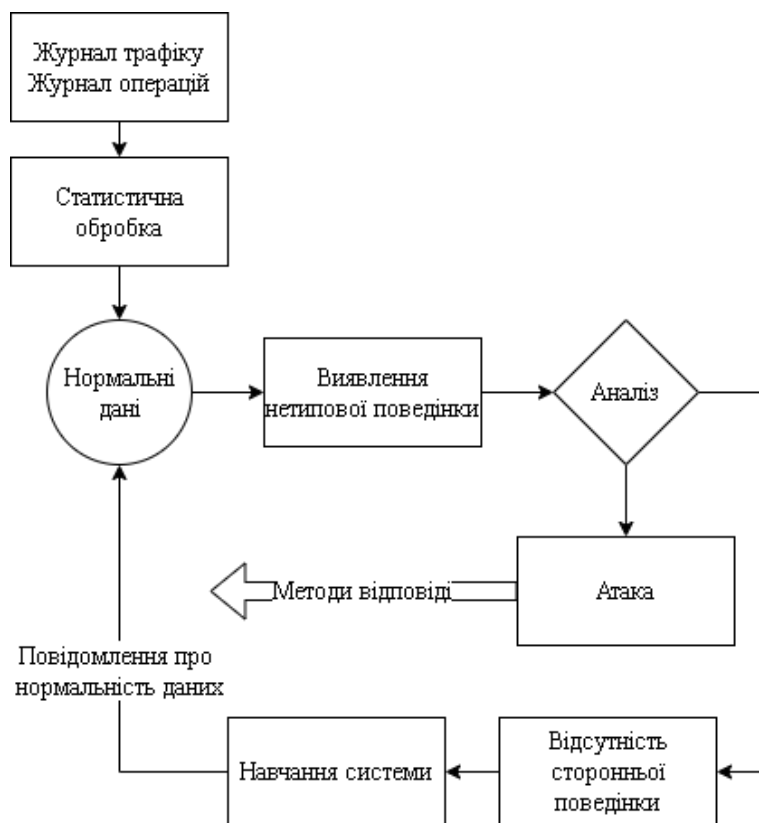 Журнал трафіку
Журнал операцій
Статистична
обробка
Нормальні
дані
Виявлення
нетипової поведінки
Аналіз
Методи відповіді
Атака
Повідомлення про
нормальність даних
Навчання системи
Відсутність
сторонньої
поведінки